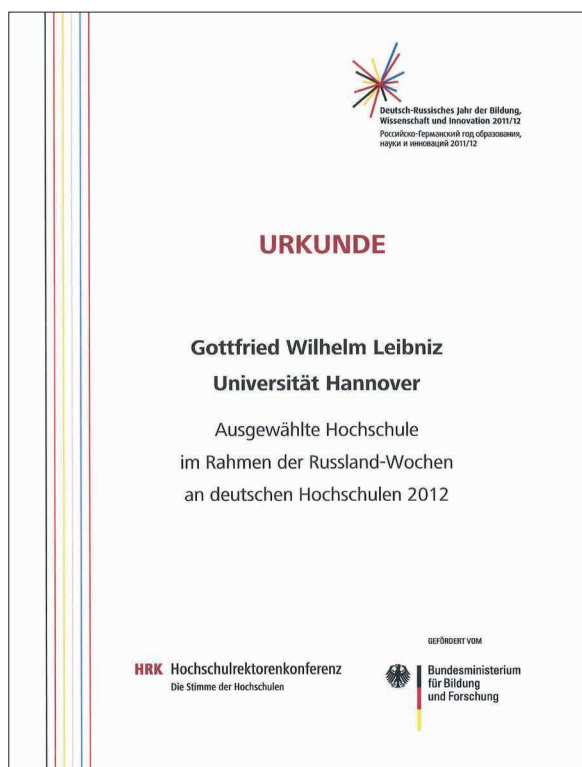 Deutsch-Russisches Jahr der Bildung,
Wissenschaft und Innovation 2011/12
Российско-Германский год образования,
науки и инноваций 2011/12
URKUNDE
Gottfried Wilhelm Leibniz
Universität Hannover
Ausgewählte Hochschule
im Rahmen der Russland-Wochen
an deutschen Hochschulen 2012
HRK Hochschulrektorenkonferenz
Die Stimme der Hochschulen
GEFÖRDERT VOM
Bundesministerium
für Bildung
und Forschung